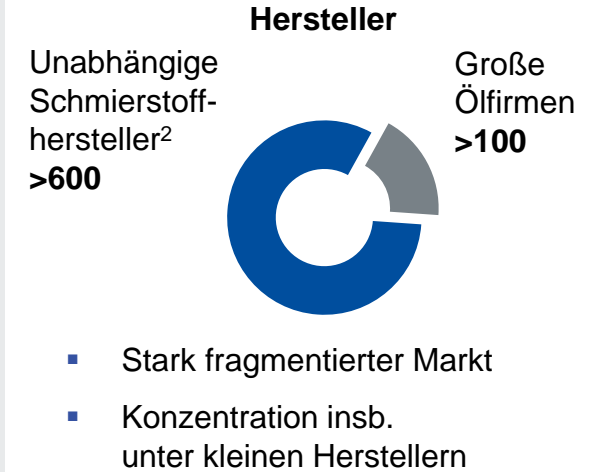 Hersteller
Unabhängige
Schmierstoff-
hersteller²
>600
Große
Ölfirmen
>100
▪ Stark fragmentierter Markt
▪ Konzentration insb.
unter kleinen Herstellern